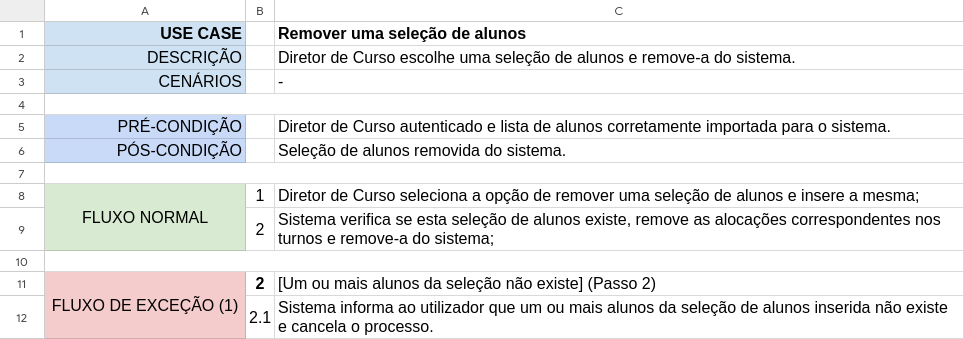 A B C
1 USE CASE Remover uma seleção de alunos
2 DESCRIÇÃO Diretor de Curso escolhe uma seleção de alunos e remove-a do sistema.
3 CENÁRIOS -
4
5 PRÉ-CONDIÇÃO Diretor de Curso autenticado e lista de alunos corretamente importada para o sistema.
6 PÓS-CONDIÇÃO Seleção de alunos removida do sistema.
7
8 FLUXO NORMAL 1 Diretor de Curso seleciona a opção de remover uma seleção de alunos e insere a mesma;
9 2 Sistema verifica se esta seleção de alunos existe, remove as alocações correspondentes nos
turnos e remove-a do sistema;
10
11 FLUXO DE EXCEÇÃO (1) 2 [Um ou mais alunos da seleção não existe] (Passo 2)
12 2.1 Sistema informa ao utilizador que um ou mais alunos da seleção de alunos inserida não existe
e cancela o processo.